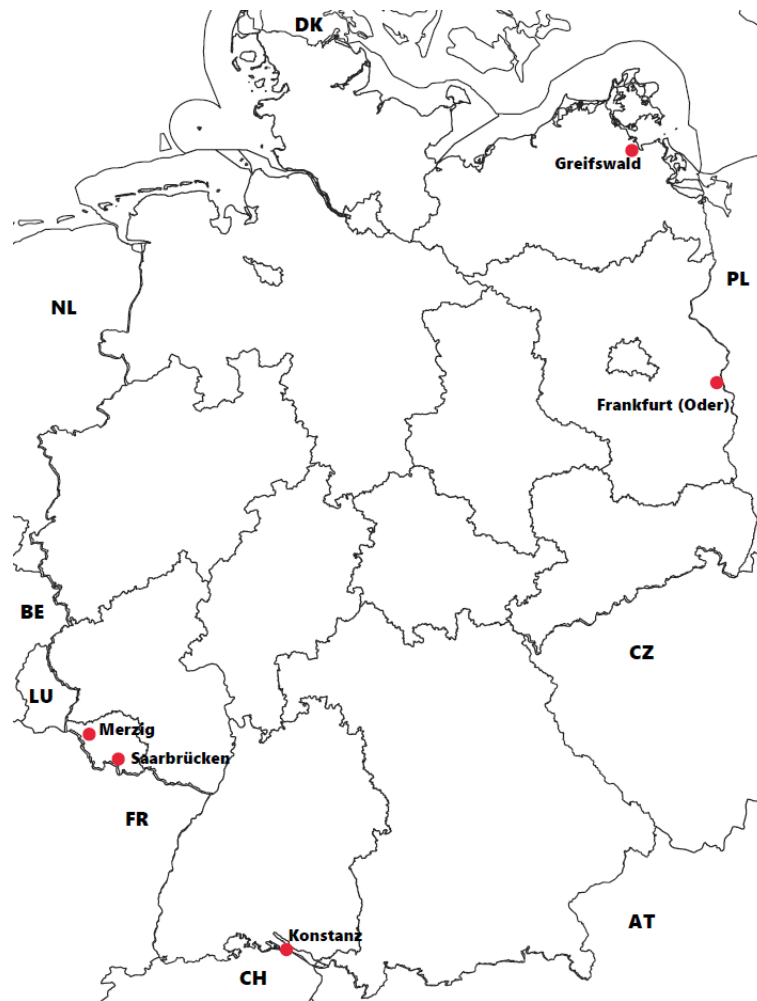 DK
Greifswald
PL
NL
Frankfurt (Oder)
BE
CZ
LU
Merzig
Saarbrücken
FR
AT
Konstanz
CH